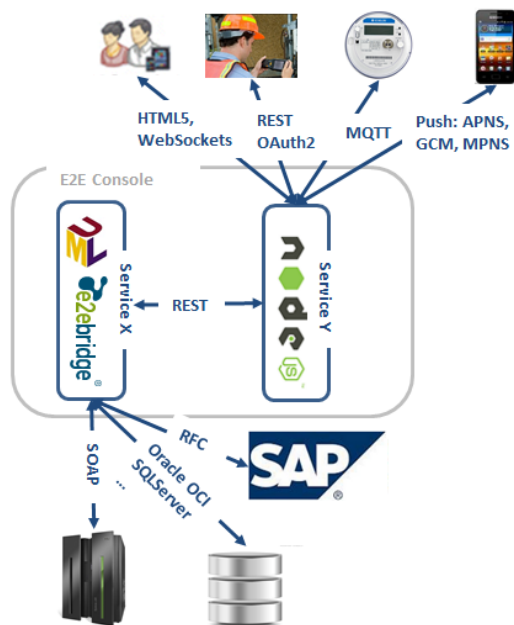 HTML5,
WebSockets
REST
OAuth2
MQTT
Push: APNS,
GCM, MPNS
E2E Console
UML
e2ebridge®
Service X
REST
node
JS
Service Y
SOAP
...
Oracle OCI
SQLServer
RFC
SAP
®